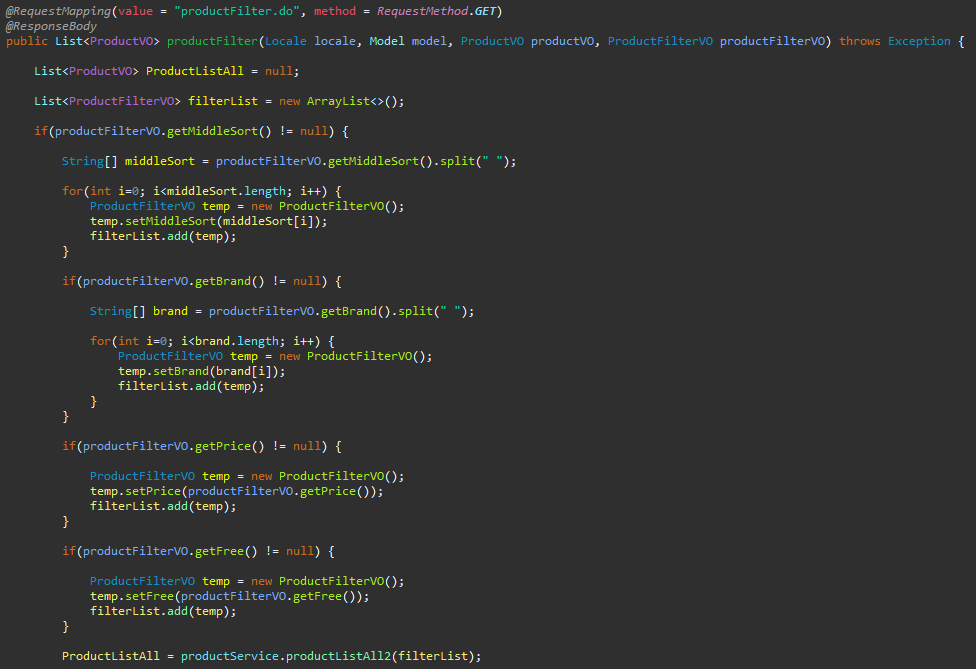 @RequestMapping(value = "productFilter.do", method = RequestMethod.GET)
@ResponseBody
public List<ProductVO> productFilter(Locale locale, Model model, ProductVO productVO, ProductFilterVO productFilterVO) throws Exception {
List<ProductVO> ProductListAll = null;
List<ProductFilterVO> filterList = new ArrayList<>();
if(productFilterVO.getMiddleSort() != null) {
String[] middleSort = productFilterVO.getMiddleSort().split(" ");
for(int i=0; i<middleSort.length; i++) {
ProductFilterVO temp = new ProductFilterVO();
temp.setMiddleSort(middleSort[i]);
filterList.add(temp);
}
if(productFilterVO.getBrand() != null) {
String[] brand = productFilterVO.getBrand().split(" ");
for(int i=0; i<brand.length; i++) {
ProductFilterVO temp = new ProductFilterVO();
temp.setBrand(brand[i]);
filterList.add(temp);
}
}
if(productFilterVO.getPrice() != null) {
ProductFilterVO temp = new ProductFilterVO();
temp.setPrice(productFilterVO.getPrice());
filterList.add(temp);
}
if(productFilterVO.getFree() != null) {
ProductFilterVO temp = new ProductFilterVO();
temp.setFree(productFilterVO.getFree());
filterList.add(temp);
}
ProductListAll = productService.productListAll2(filterList);